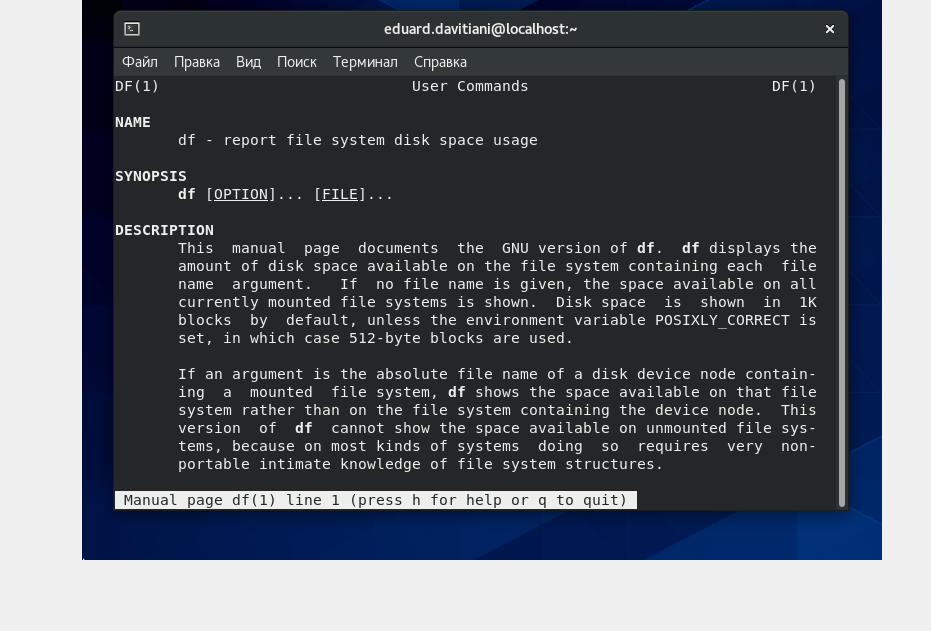 eduard.davitiani@localhost:~
Файл Правка Вид Поиск Терминал Справка
DF(1) User Commands DF(1)
NAME
df - report file system disk space usage
SYNOPSIS
df [OPTION]... [FILE]...
DESCRIPTION
This manual page documents the GNU version of df. df displays the
amount of disk space available on the file system containing each file
name argument. If no file name is given, the space available on all
currently mounted file systems is shown. Disk space is shown in 1K
blocks by default, unless the environment variable POSIXLY_CORRECT is
set, in which case 512-byte blocks are used.
If an argument is the absolute file name of a disk device node contain-
ing a mounted file system, df shows the space available on that file
system rather than on the file system containing the device node. This
version of df cannot show the space available on unmounted file sys-
tems, because on most kinds of systems doing so requires very non-
portable intimate knowledge of file system structures.
Manual page df(1) line 1 (press h for help or q to quit)